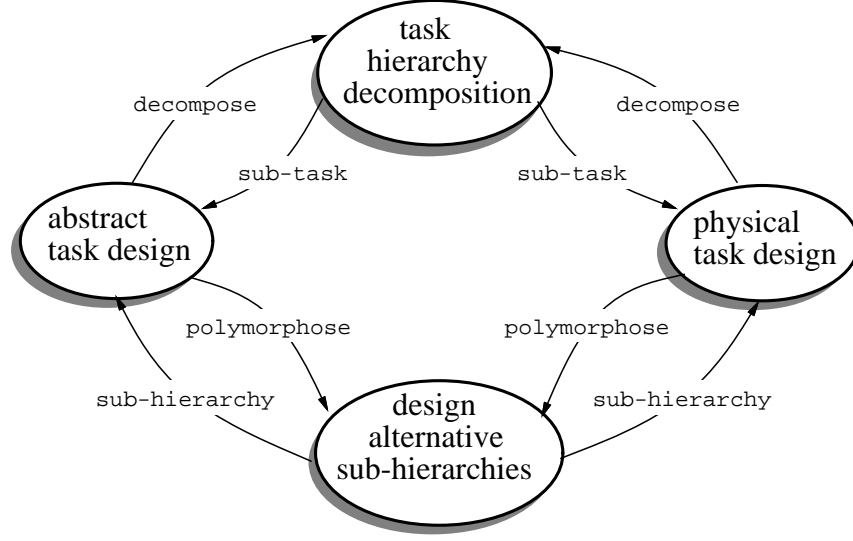 task
hierarchy
decomposition
decompose
decompose
sub-task
sub-task
abstract
task design
physical
task design
polymorphose
polymorphose
sub-hierarchy
sub-hierarchy
design
alternative
sub-hierarchies